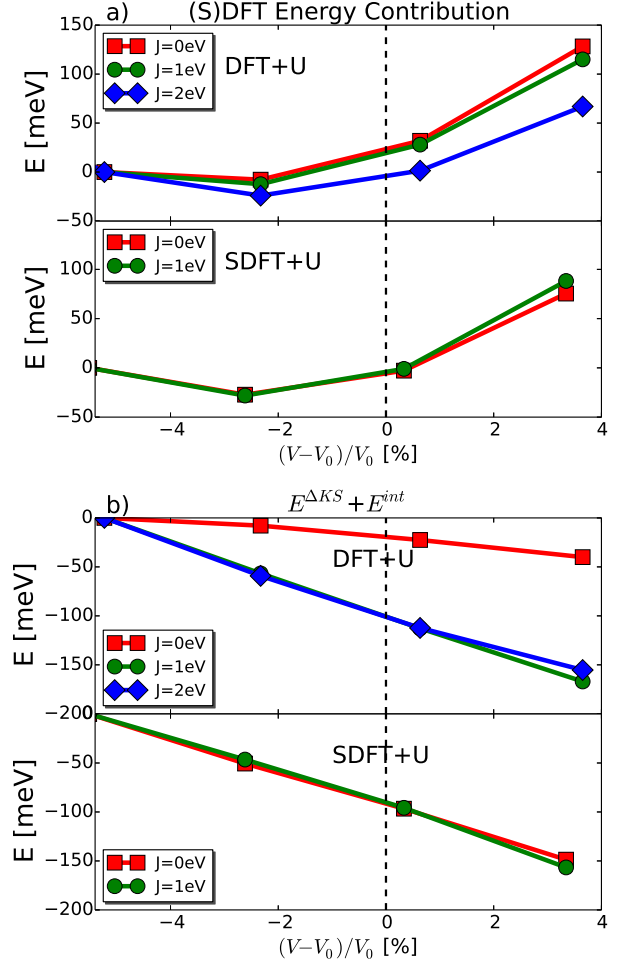 a)
(S)DFT Energy Contribution
150
100
50
0
−50
E [meV]
J=0eV
J=1eV
J=2eV
DFT+U
100
50
0
−50
E [meV]
J=0eV
J=1eV
SDFT+U
−4 −2 0 2 4
(V−V₀)/V₀ [%]
b)
E^{ΔKS}+E^{int}
0
−50
−100
−150
−200
E [meV]
DFT+U
J=0eV
J=1eV
J=2eV
0
−50
−100
−150
−200
E [meV]
SDFT+U
J=0eV
J=1eV
−4 −2 0 2 4
(V−V₀)/V₀ [%]